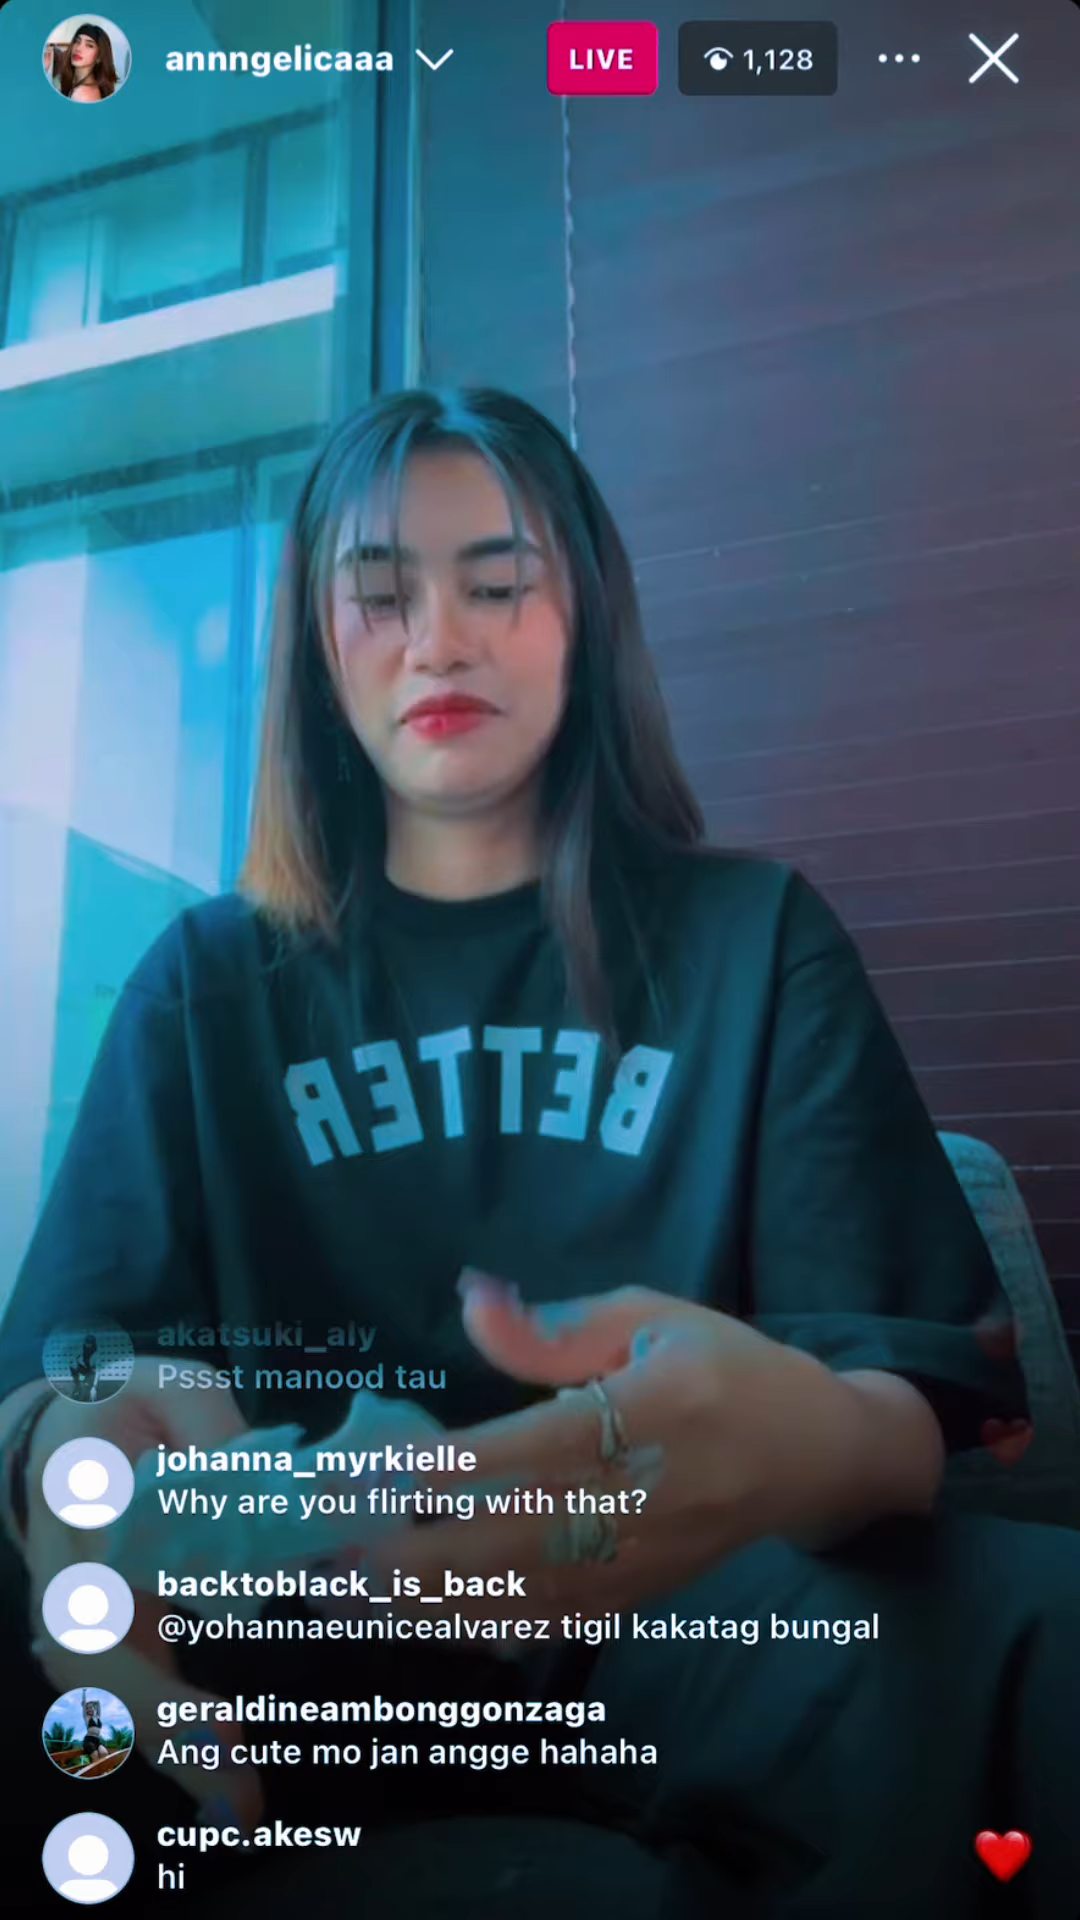 annngelicaaa
LIVE
1,128
BETTER
akatsuki_aly
Pssst manood tau
johanna_myrkielle
Why are you flirting with that?
backtoblack_is_back
@yohannaeunicealvarez tigil kakatag bungal
geraldineambonggonzaga
Ang cute mo jan angge hahaha
cupc.akesw
hi